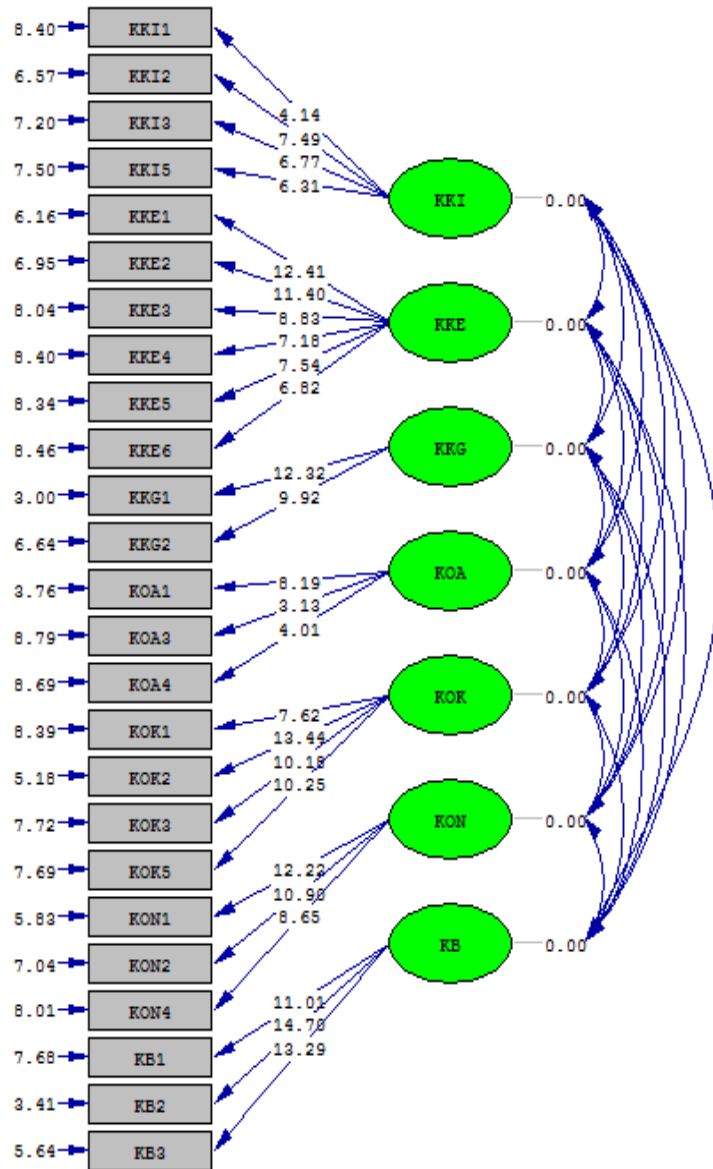 8.40 KKI1
6.57 KKI2
7.20 KKI3
7.50 KKI5
6.16 KKE1
6.95 KKE2
8.04 KKE3
8.40 KKE4
8.34 KKE5
8.46 KKE6
3.00 KKG1
6.64 KKG2
3.76 KOA1
8.79 KOA3
8.69 KOA4
8.39 KOK1
5.18 KOK2
7.72 KOK3
7.69 KOK5
5.83 KON1
7.04 KON2
8.01 KON4
7.68 KB1
3.41 KB2
5.64 KB3
4.14
7.49
6.77
6.31
12.41
11.40
8.83
7.18
7.54
6.82
12.32
9.92
8.19
3.13
4.01
7.62
13.44
10.18
10.25
12.22
10.90
8.65
11.01
14.70
13.29
KKI 0.00
KKE 0.00
KKG 0.00
KOA 0.00
KOK 0.00
KON 0.00
KB 0.00